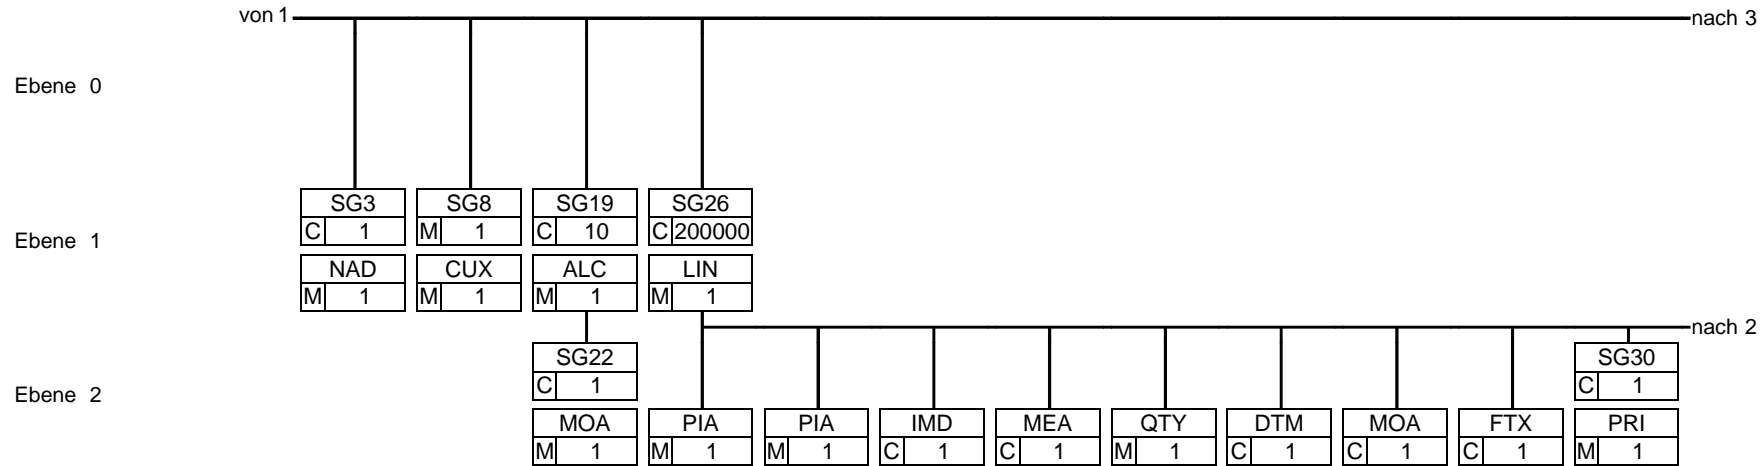 von 1 nach 3
Ebene 0
SG3 SG8 SG19 SG26
C 1 M 1 C 10 C 200000
Ebene 1
NAD CUX ALC LIN
M 1 M 1 M 1 M 1
nach 2
SG22 SG30
C 1 C 1
Ebene 2
MOA PIA PIA IMD MEA QTY DTM MOA FTX PRI
M 1 M 1 M 1 C 1 C 1 M 1 C 1 C 1 C 1 M 1